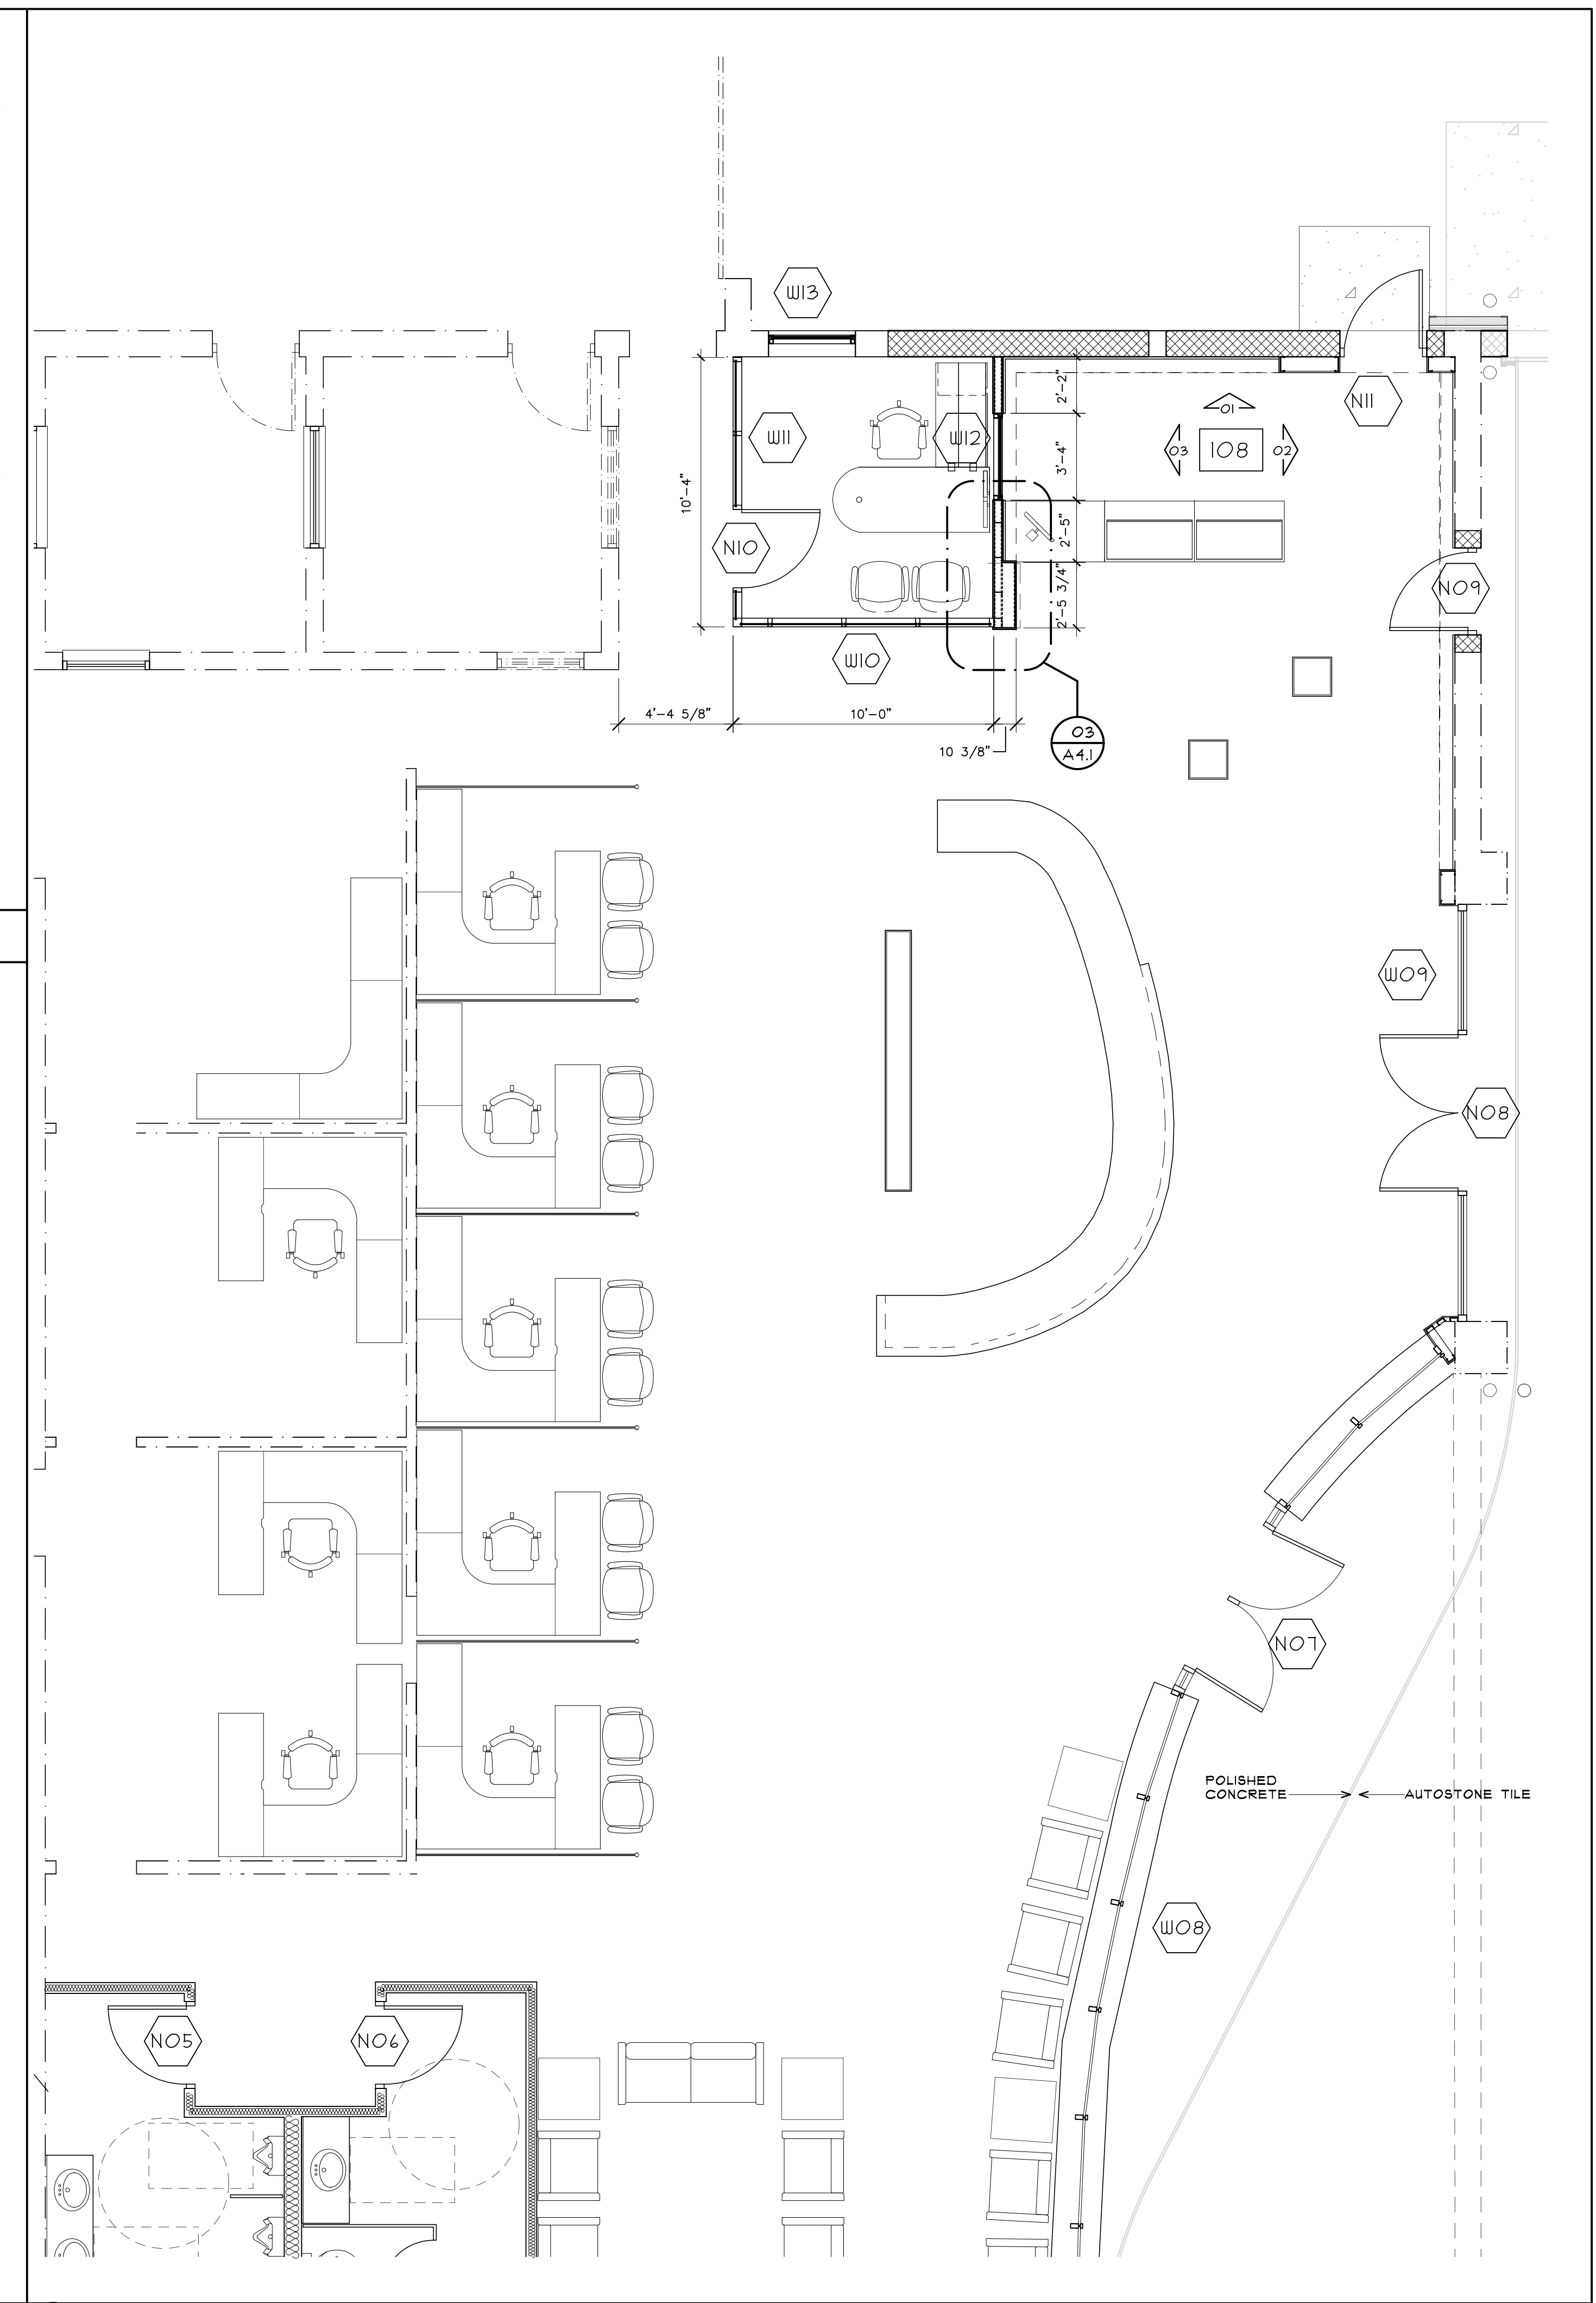 W13
N11
2'-2"
01
W11
W12
03
108
02
3'-4"
10'-4"
2'-5"
N10
N09
2'-5 3/4"
W10
4'-4 5/8"
10'-0"
10 3/8"
03
A4.1
W09
N08
N07
POLISHED
CONCRETE
AUTOSTONE TILE
W08
N05
N06